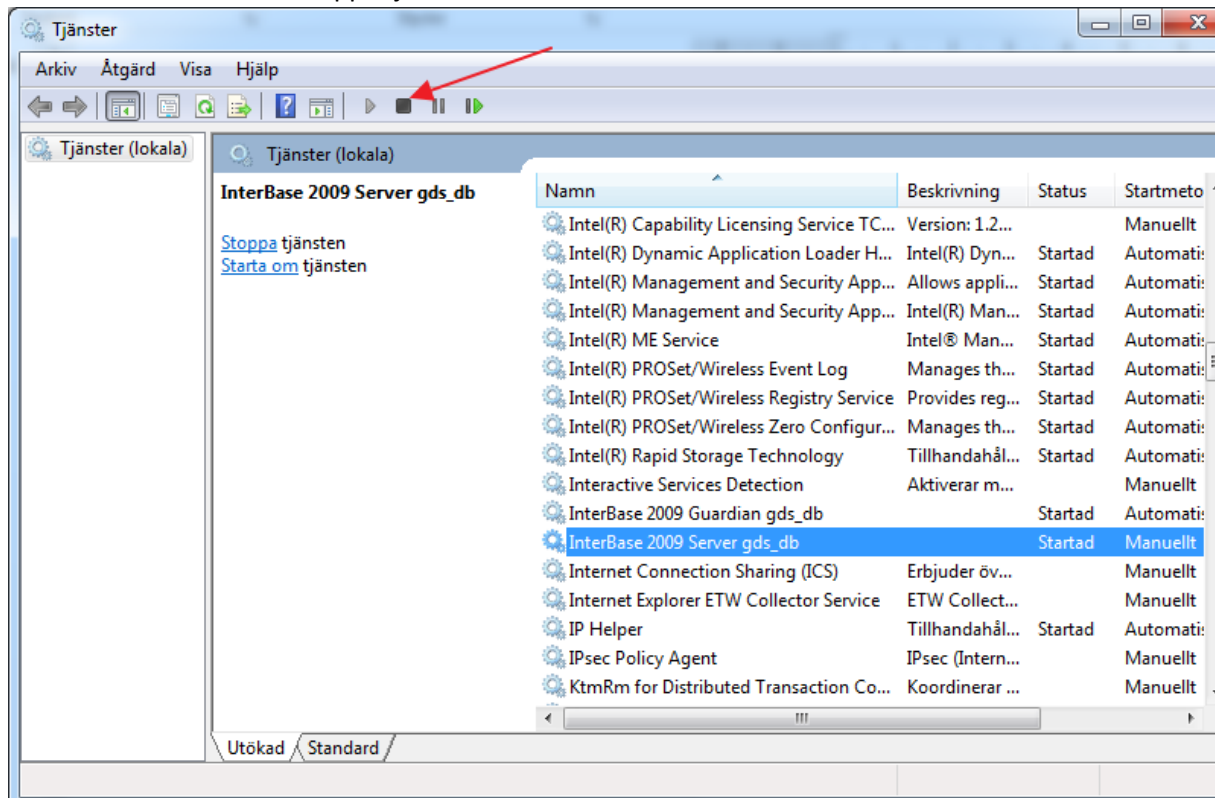 Tjänster
Arkiv Åtgärd Visa Hjälp
Tjänster (lokala)
Tjänster (lokala)
InterBase 2009 Server gds_db
Stoppa tjänsten
Starta om tjänsten
Namn Beskrivning Status Startmeto
Intel(R) Capability Licensing Service TC... Version: 1.2... Manuellt
Intel(R) Dynamic Application Loader H... Intel(R) Dyn... Startad Automatis
Intel(R) Management and Security App... Allows appli... Startad Automatis
Intel(R) Management and Security App... Intel(R) Man... Startad Automatis
Intel(R) ME Service Intel® Man... Startad Automatis
Intel(R) PROSet/Wireless Event Log Manages th... Startad Automatis
Intel(R) PROSet/Wireless Registry Service Provides reg... Startad Automatis
Intel(R) PROSet/Wireless Zero Configur... Manages th... Startad Automatis
Intel(R) Rapid Storage Technology Tillhandahål... Startad Automatis
Interactive Services Detection Aktiverar m... Manuellt
InterBase 2009 Guardian gds_db Startad Automatis
InterBase 2009 Server gds_db Startad Manuellt
Internet Connection Sharing (ICS) Erbjuder öv... Manuellt
Internet Explorer ETW Collector Service ETW Collect... Manuellt
IP Helper Tillhandahål... Startad Automatis
IPsec Policy Agent IPsec (Intern... Manuellt
KtmRm for Distributed Transaction Co... Koordinerar ... Manuellt
Utökad Standard